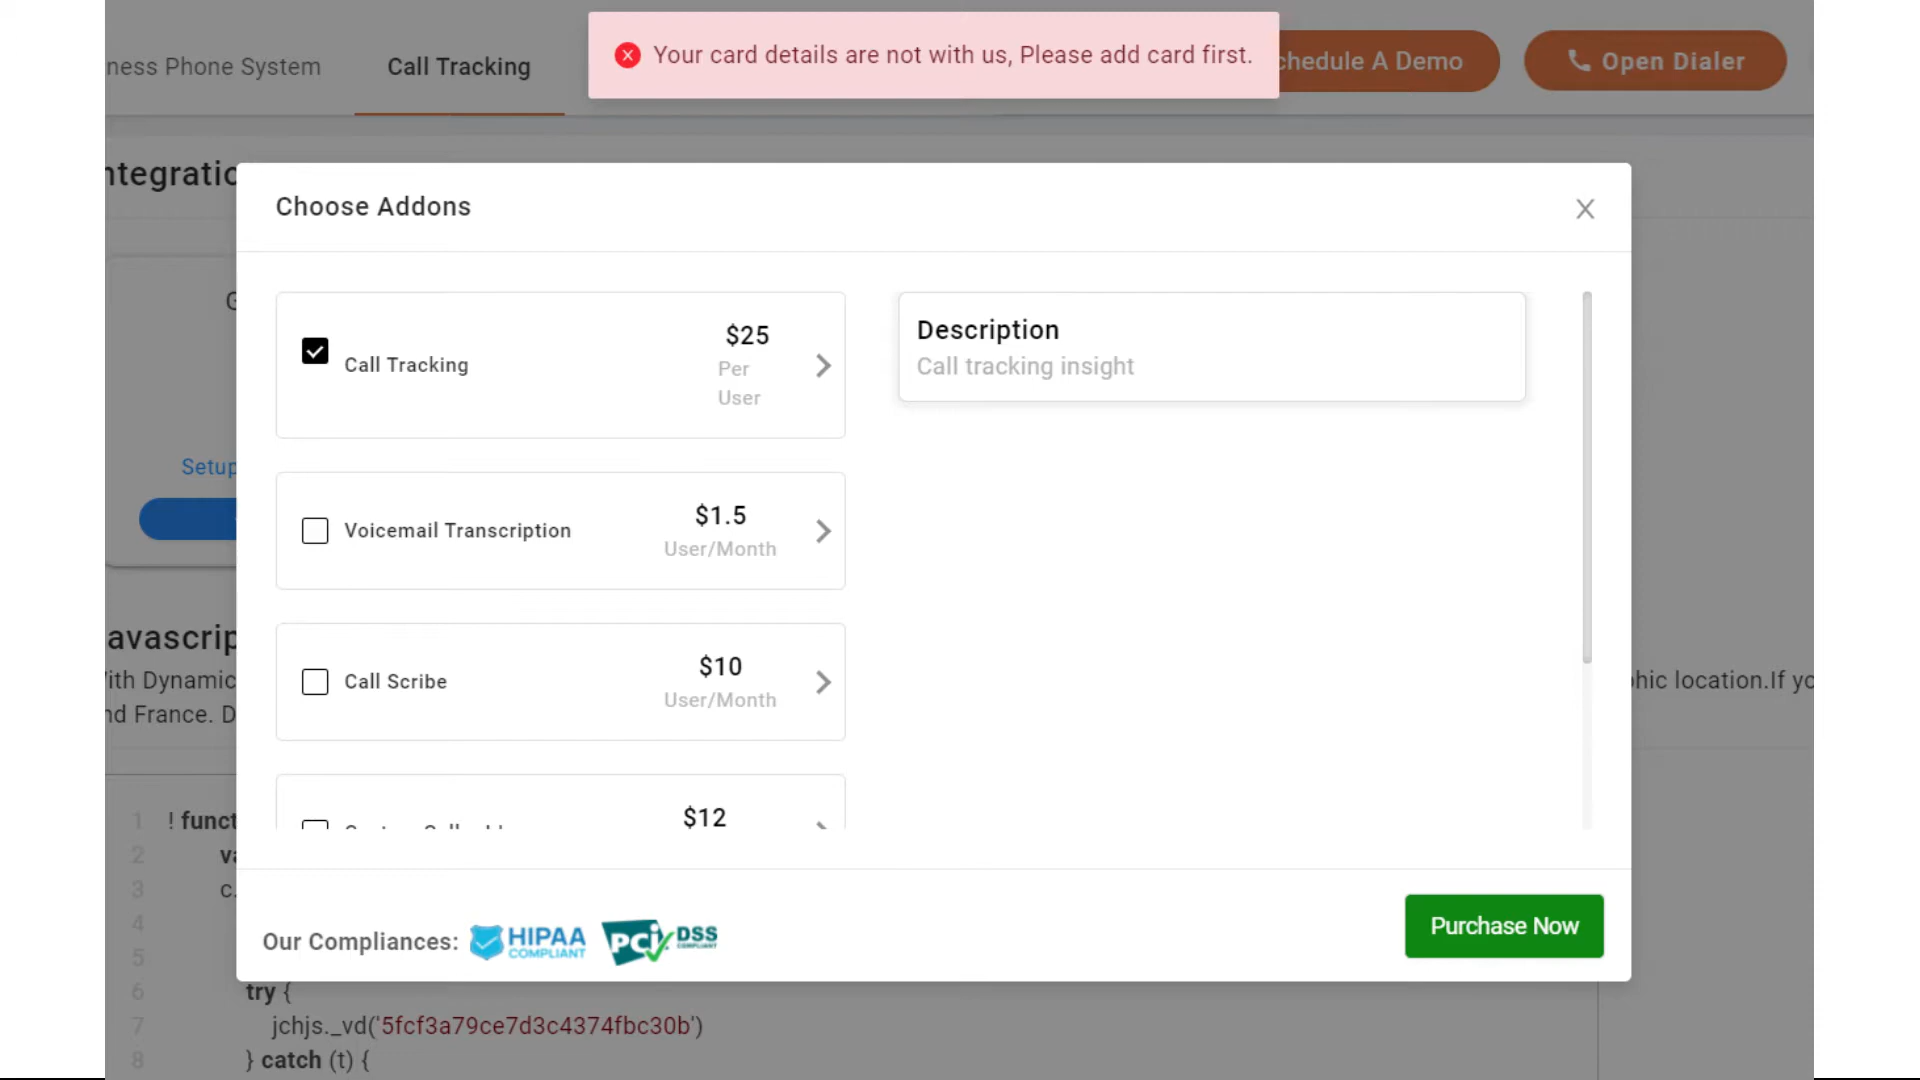 ness Phone System
Call Tracking
Your card details are not with us, Please add card first.
chedule A Demo
Open Dialer
ntegratio
Choose Addons
X
G
Call Tracking
$25
Per
User
Description
Call tracking insight
Setup
Voicemail Transcription
$1.5
User/Month
Call Scribe
$10
User/Month
avascrip
ith Dynamic
phic location.If yo
nd France. D
$12
1 ! funct
2 va
3 c.
4
5
Our Compliances:
HIPAA
COMPLIANT
PCI DSS
COMPLIANT
Purchase Now
6 try {
7 jchjs._vd('5fcf3a79ce7d3c4374fbc30b')
8 } catch (t) {